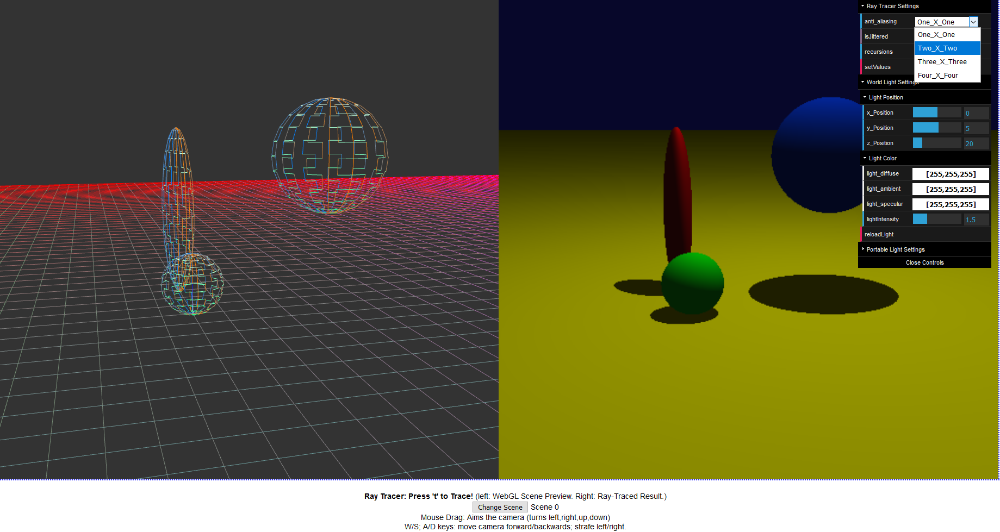 Ray Tracer Settings
anti_aliasing One_X_One
One_X_One
isJittered
Two_X_Two
recursions
Three_X_Three
setValues
Four_X_Four
World Light Settings
Light Position
x_Position 0
y_Position 5
z_Position 20
Light Color
light_diffuse [255,255,255]
light_ambient [255,255,255]
light_specular [255,255,255]
lightIntensity 1.5
reloadLight
Portable Light Settings
Close Controls
Ray Tracer: Press 't' to Trace! (left: WebGL Scene Preview. Right: Ray-Traced Result.)
Change Scene Scene 0
Mouse Drag: Aims the camera (turns left,right,up,down)
W/S; A/D keys: move camera forward/backwards; strafe left/right.